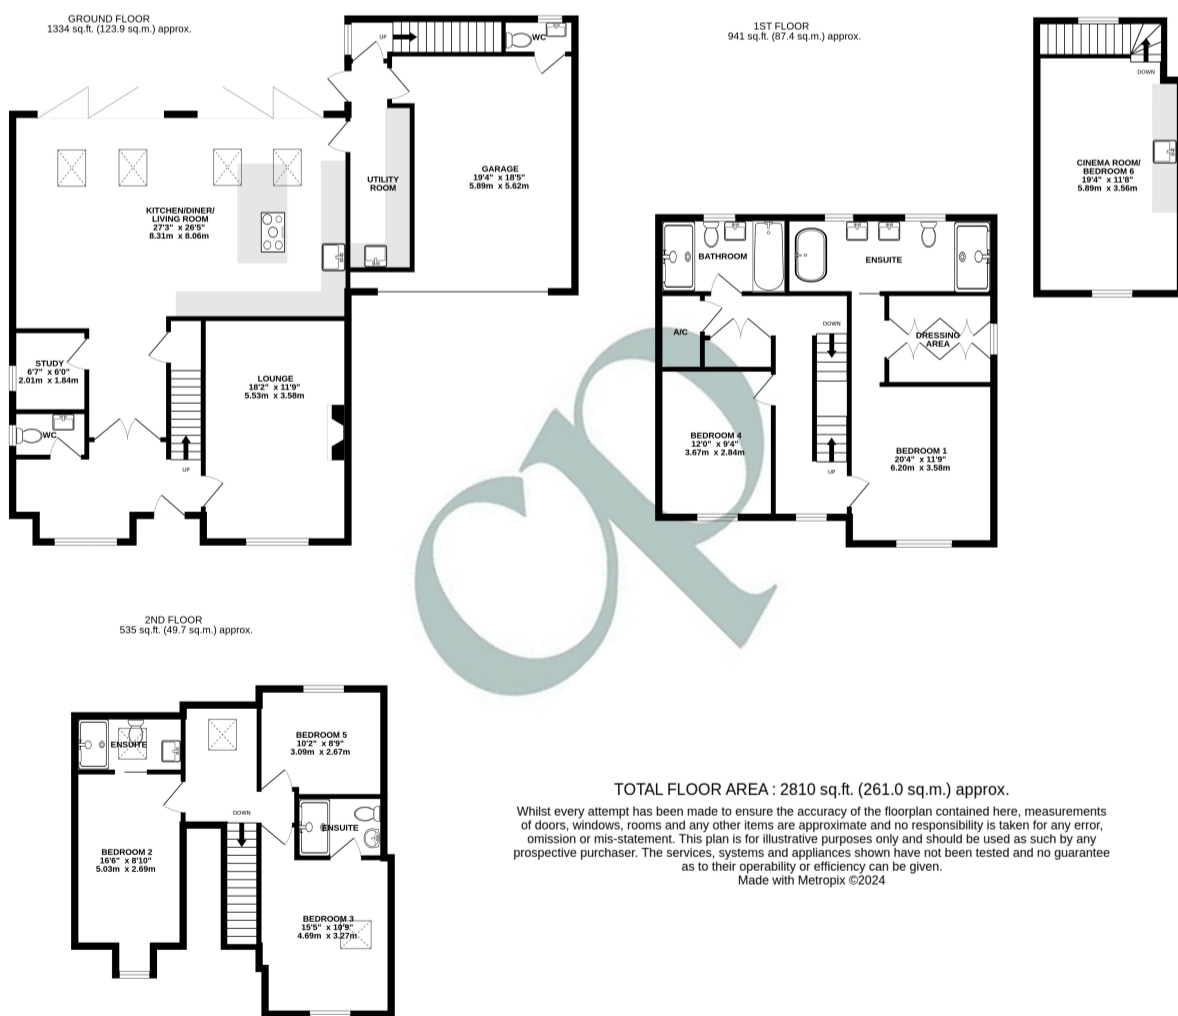 GROUND FLOOR
1334 sq.ft. (123.9 sq.m.) approx.
UP
WC
GARAGE
19'4" x 18'5"
5.89m x 5.62m
UTILITY
ROOM
KITCHEN/DINER/
LIVING ROOM
27'3" x 26'5"
8.31m x 8.06m
STUDY
6'7" x 6'0"
2.01m x 1.84m
WC
UP
LOUNGE
18'2" x 11'9"
5.53m x 3.58m
1ST FLOOR
941 sq.ft. (87.4 sq.m.) approx.
DOWN
CINEMA ROOM/
BEDROOM 6
19'4" x 11'8"
5.89m x 3.56m
BATHROOM
ENSUITE
A/C
DOWN
DRESSING
AREA
BEDROOM 4
12'0" x 9'4"
3.67m x 2.84m
UP
BEDROOM 1
20'4" x 11'9"
6.20m x 3.58m
cp
2ND FLOOR
535 sq.ft. (49.7 sq.m.) approx.
ENSUITE
BEDROOM 5
10'2" x 8'9"
3.09m x 2.67m
DOWN
ENSUITE
BEDROOM 2
16'6" x 8'10"
5.03m x 2.69m
BEDROOM 3
15'5" x 10'9"
4.69m x 3.27m
TOTAL FLOOR AREA : 2810 sq.ft. (261.0 sq.m.) approx.
Whilst every attempt has been made to ensure the accuracy of the floorplan contained here, measurements
of doors, windows, rooms and any other items are approximate and no responsibility is taken for any error,
omission or mis-statement. This plan is for illustrative purposes only and should be used as such by any
prospective purchaser. The services, systems and appliances shown have not been tested and no guarantee
as to their operability or efficiency can be given.
Made with Metropix ©2024